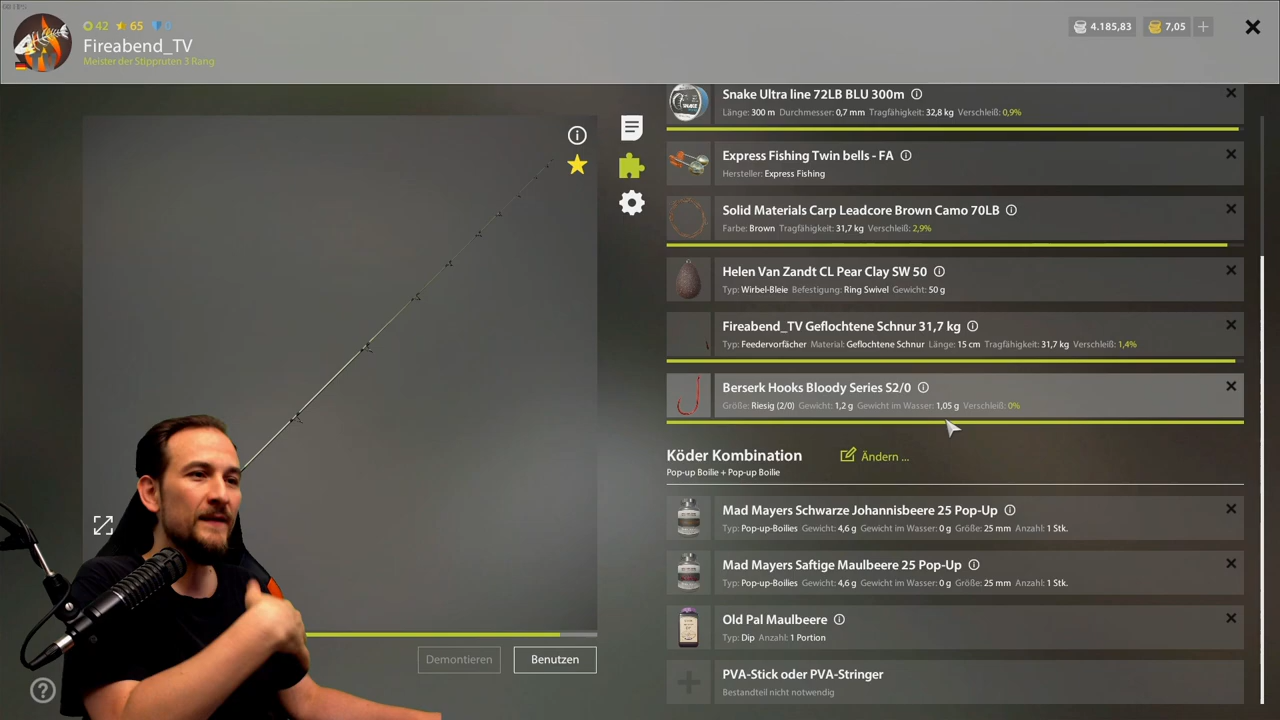 42 65 0
Fireabend_TV
Meister der Stippruten 3 Rang
4.185,83
7,05
Snake Ultra line 72LB BLU 300m
Länge: 300 m Durchmesser: 0,7 mm Tragfähigkeit: 32,8 kg Verschleiß: 0,9%
Express Fishing Twin bells - FA
Hersteller: Express Fishing
Solid Materials Carp Leadcore Brown Camo 70LB
Farbe: Brown Tragfähigkeit: 31,7 kg Verschleiß: 2,9%
Helen Van Zandt CL Pear Clay SW 50
Typ: Wirbel-Bleie Befestigung: Ring Swivel Gewicht: 50 g
Fireabend_TV Geflochtene Schnur 31,7 kg
Typ: Feedervorfächer Material: Geflochtene Schnur Länge: 15 cm Tragfähigkeit: 31,7 kg Verschleiß: 1,4%
Berserk Hooks Bloody Series S2/0
Größe: Riesig (2/0) Gewicht: 1,2 g Gewicht im Wasser: 1,05 g Verschleiß: 0%
Köder Kombination
Ändern ...
Pop-up Boilie + Pop-up Boilie
Mad Mayers Schwarze Johannisbeere 25 Pop-Up
Typ: Pop-up-Boilies Gewicht: 4,6 g Gewicht im Wasser: 0 g Größe: 25 mm Anzahl: 1 Stk.
Mad Mayers Saftige Maulbeere 25 Pop-Up
Typ: Pop-up-Boilies Gewicht: 4,6 g Gewicht im Wasser: 0 g Größe: 25 mm Anzahl: 1 Stk.
Old Pal Maulbeere
Typ: Dip Anzahl: 1 Portion
PVA-Stick oder PVA-Stringer
Bestandteil nicht notwendig
Demontieren
Benutzen